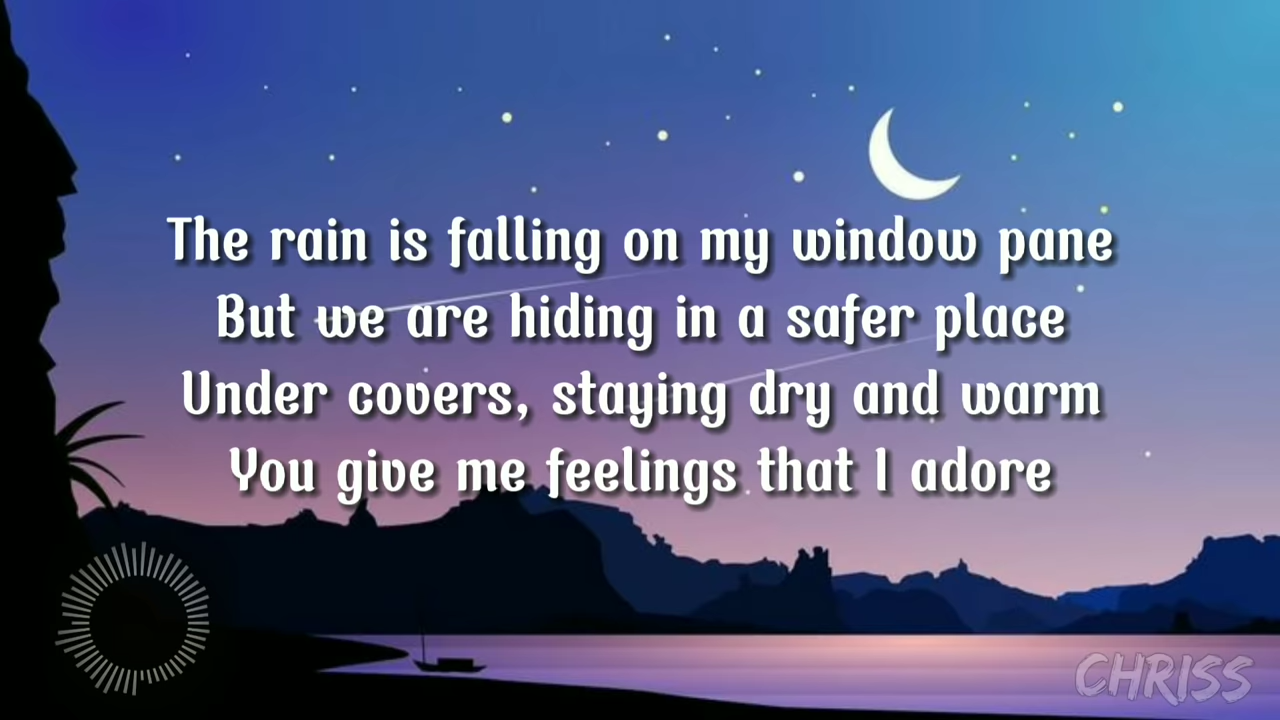 The rain is falling on my window pane
But we are hiding in a safer place
Under covers, staying dry and warm
You give me feelings that I adore
CHRISS